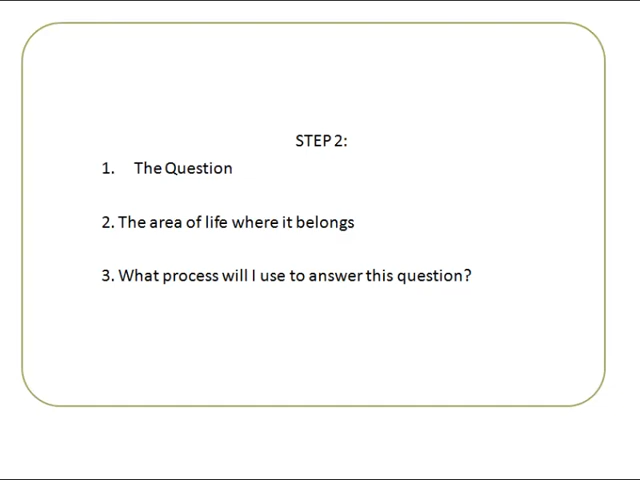 STEP 2:
1. The Question
2. The area of life where it belongs
3. What process will I use to answer this question?